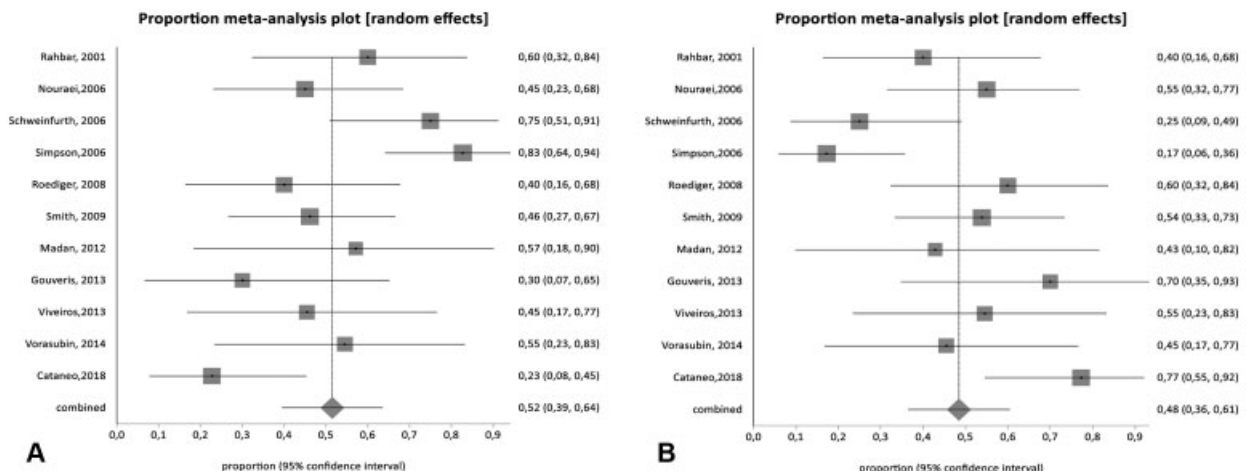 Proportion meta-analysis plot [random effects]
Rahbar, 2001 0,60 (0,32, 0,84)
Nouraei,2006 0,45 (0,23, 0,68)
Schweinfurth, 2006 0,75 (0,51, 0,91)
Simpson,2006 0,83 (0,64, 0,94)
Roediger, 2008 0,40 (0,16, 0,68)
Smith, 2009 0,46 (0,27, 0,67)
Madan, 2012 0,57 (0,18, 0,90)
Gouveris, 2013 0,30 (0,07, 0,65)
Viveiros,2013 0,45 (0,17, 0,77)
Vorasubin, 2014 0,55 (0,23, 0,83)
Cataneo,2018 0,23 (0,08, 0,45)
combined 0,52 (0,39, 0,64)
0,0 0,1 0,2 0,3 0,4 0,5 0,6 0,7 0,8 0,9
A
proportion (95% confidence interval)
Proportion meta-analysis plot [random effects]
Rahbar, 2001 0,40 (0,16, 0,68)
Nouraei,2006 0,55 (0,32, 0,77)
Schweinfurth, 2006 0,25 (0,09, 0,49)
Simpson,2006 0,17 (0,06, 0,36)
Roediger, 2008 0,60 (0,32, 0,84)
Smith, 2009 0,54 (0,33, 0,73)
Madan, 2012 0,43 (0,10, 0,82)
Gouveris, 2013 0,70 (0,35, 0,93)
Viveiros,2013 0,55 (0,23, 0,83)
Vorasubin, 2014 0,45 (0,17, 0,77)
Cataneo,2018 0,77 (0,55, 0,92)
combined 0,48 (0,36, 0,61)
0,0 0,1 0,2 0,3 0,4 0,5 0,6 0,7 0,8 0,9
B
proportion (95% confidence interval)